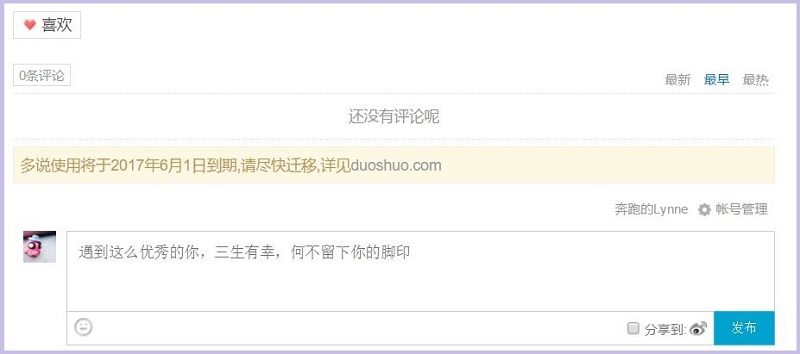 喜欢
0条评论
最新 最早 最热
还没有评论呢
多说使用将于2017年6月1日到期,请尽快迁移,详见duoshuo.com
奔跑的Lynne 帐号管理
遇到这么优秀的你，三生有幸，何不留下你的脚印
分享到: 发布